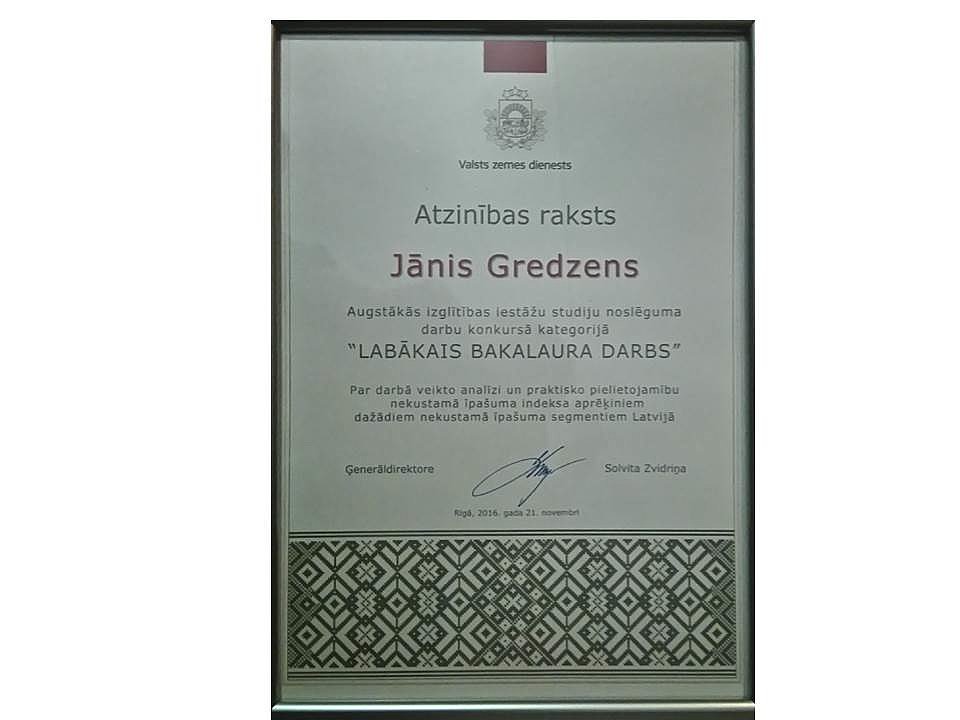 Valsts zemes dienests
Atzinības raksts
Jānis Gredzens
Augstākās izglītības iestāžu studiju noslēguma
darbu konkursā kategorijā
"LABĀKAIS BAKALAURA DARBS"
Par darbā veikto analīzi un praktisko pielietojamību
nekustamā īpašuma indeksa aprēķiniem
dažādiem nekustamā īpašuma segmentiem Latvijā
Ģenerāldirektore Solvita Zvidriņa
Rīgā, 2016. gada 21. novembrī